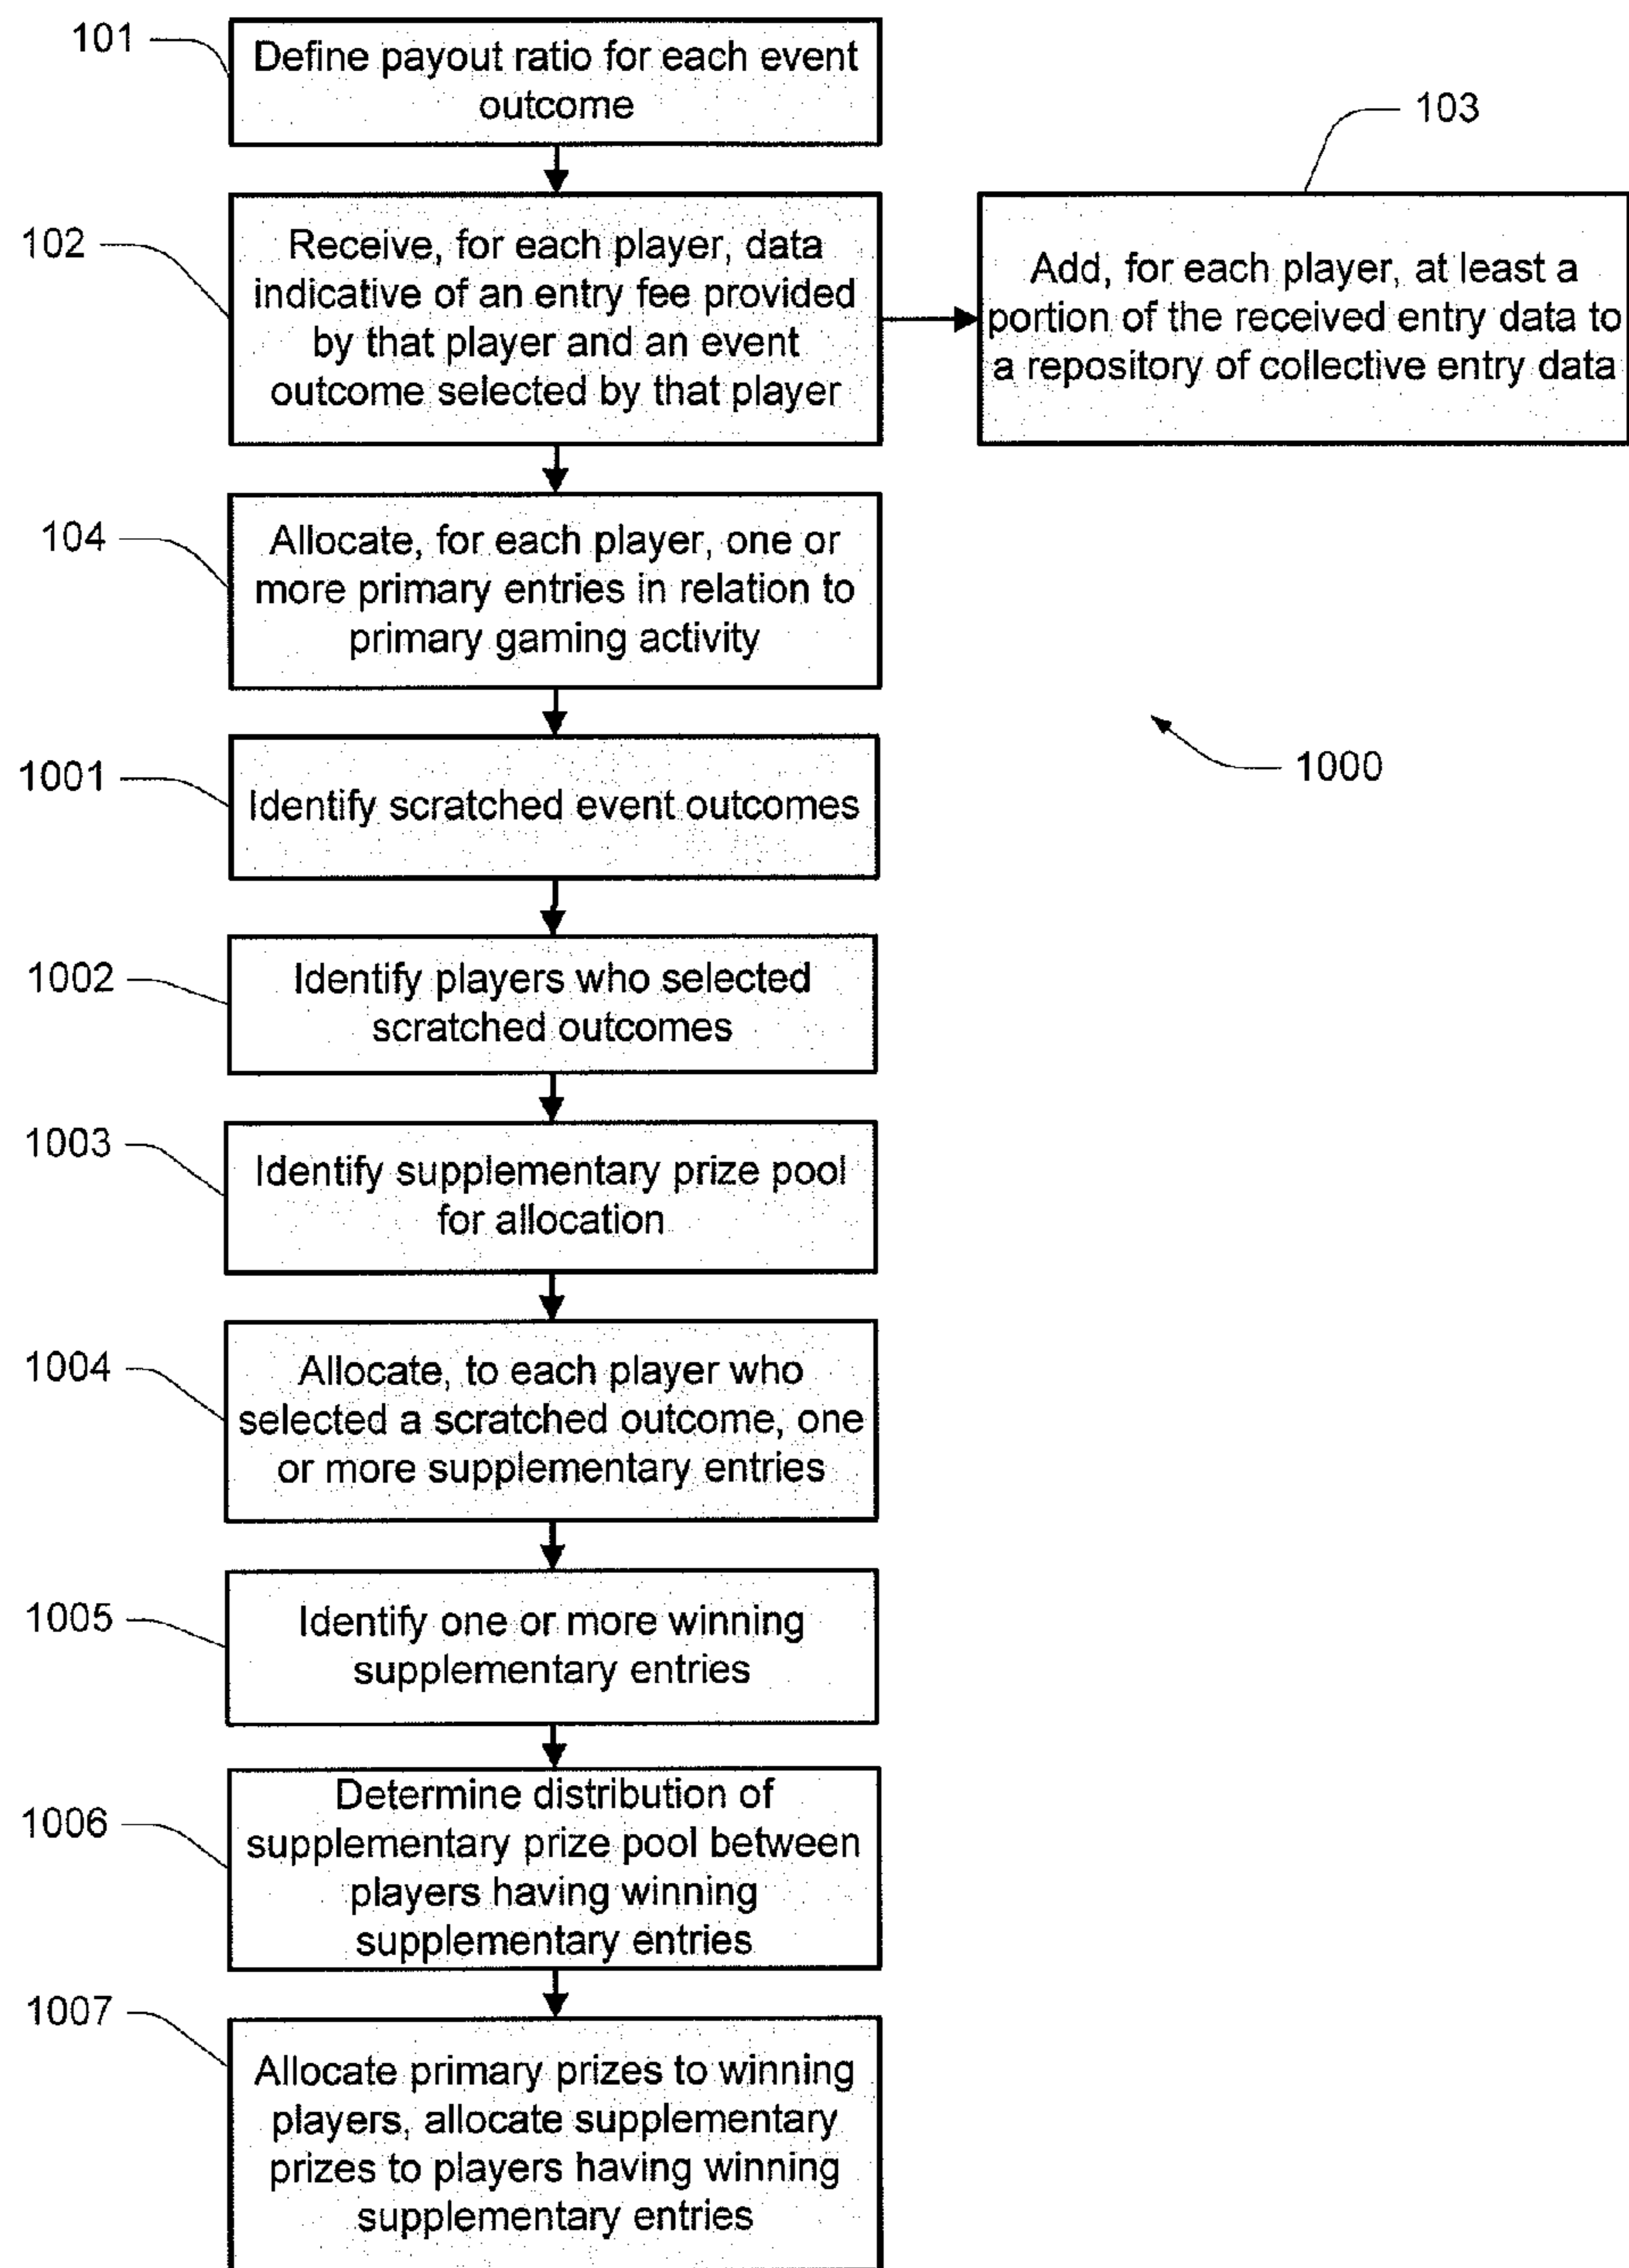 101
Define payout ratio for each event
outcome
103
102
Receive, for each player, data
indicative of an entry fee provided
by that player and an event
outcome selected by that player
Add, for each player, at least a
portion of the received entry data to
a repository of collective entry data
104
Allocate, for each player, one or
more primary entries in relation to
primary gaming activity
1001
Identify scratched event outcomes
1000
1002
Identify players who selected
scratched outcomes
1003
Identify supplementary prize pool
for allocation
1004
Allocate, to each player who
selected a scratched outcome, one
or more supplementary entries
1005
Identify one or more winning
supplementary entries
1006
Determine distribution of
supplementary prize pool between
players having winning
supplementary entries
1007
Allocate primary prizes to winning
players, allocate supplementary
prizes to players having winning
supplementary entries